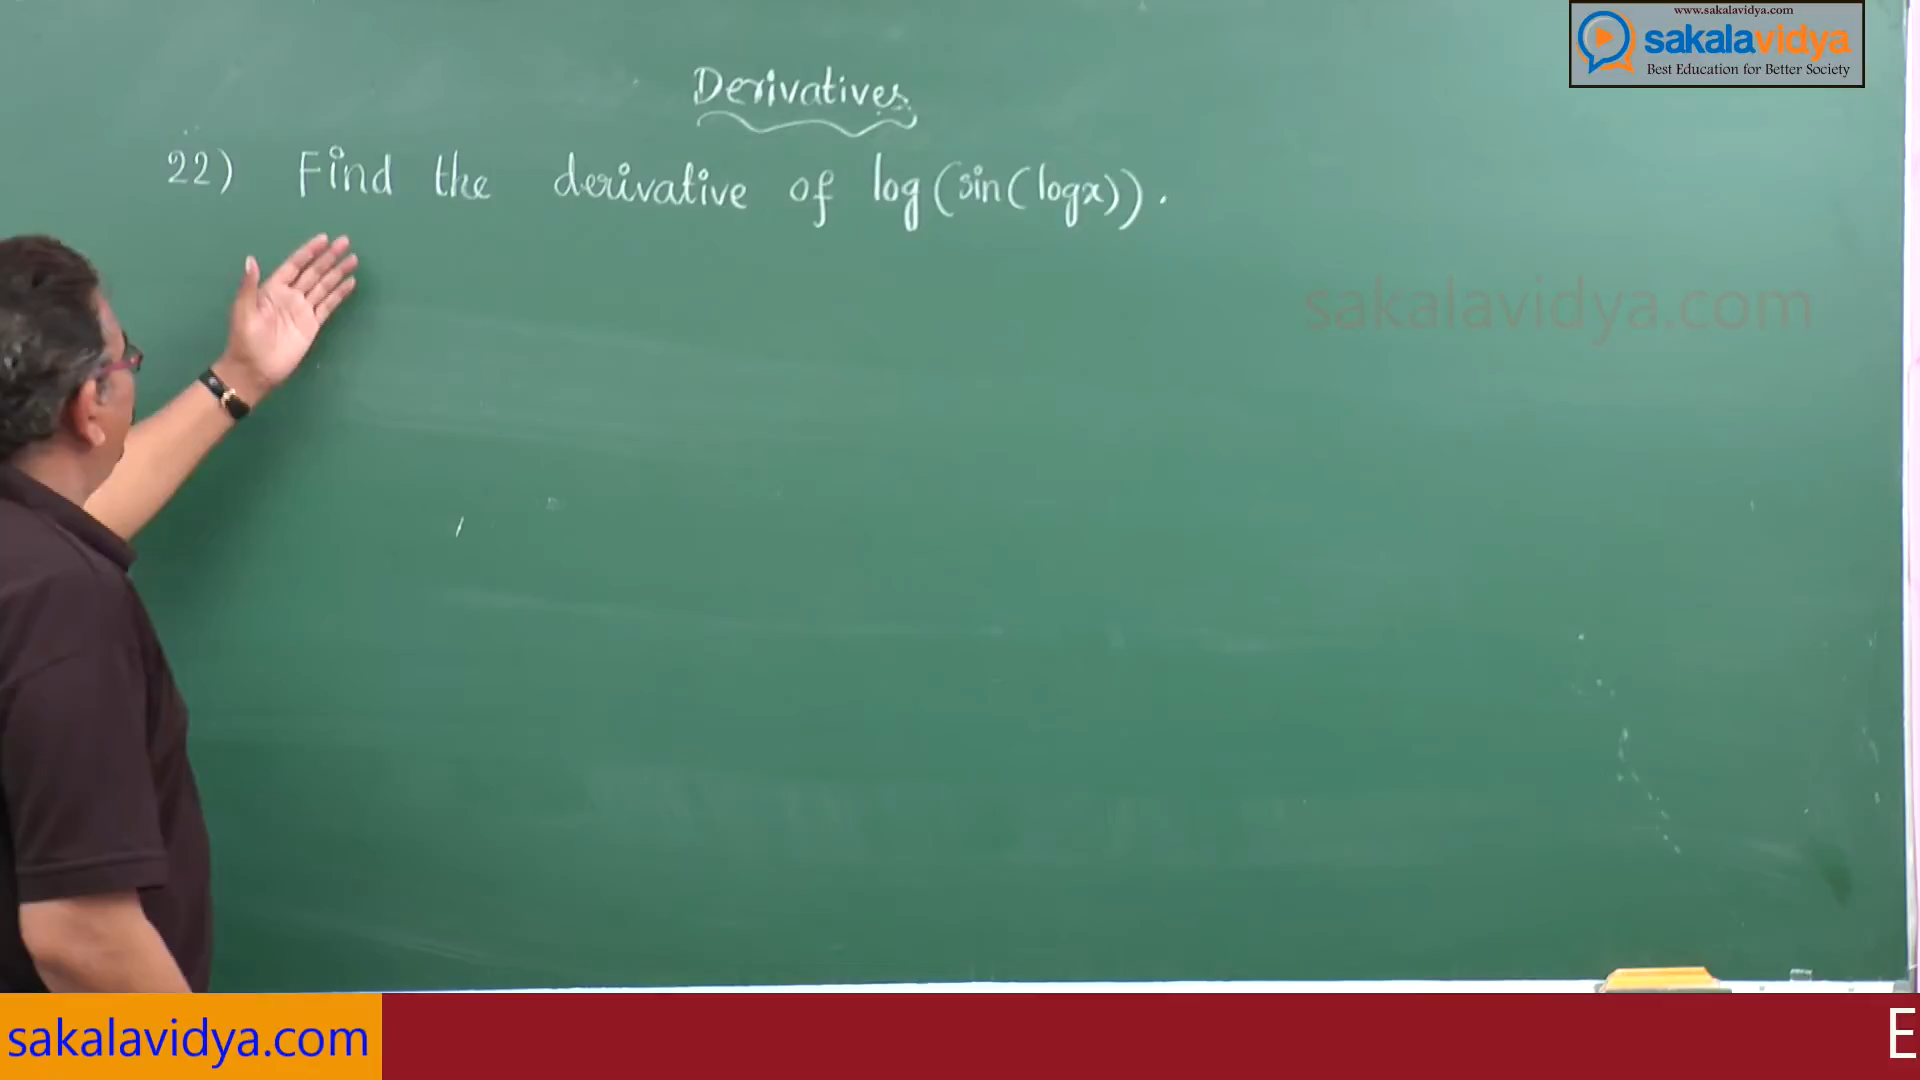 www.sakalavidya.com
sakalavidya
Best Education for Better Society
Derivatives
22) Find the derivative of log(sin(logx)).
sakalavidya.com
sakalavidya.com
E